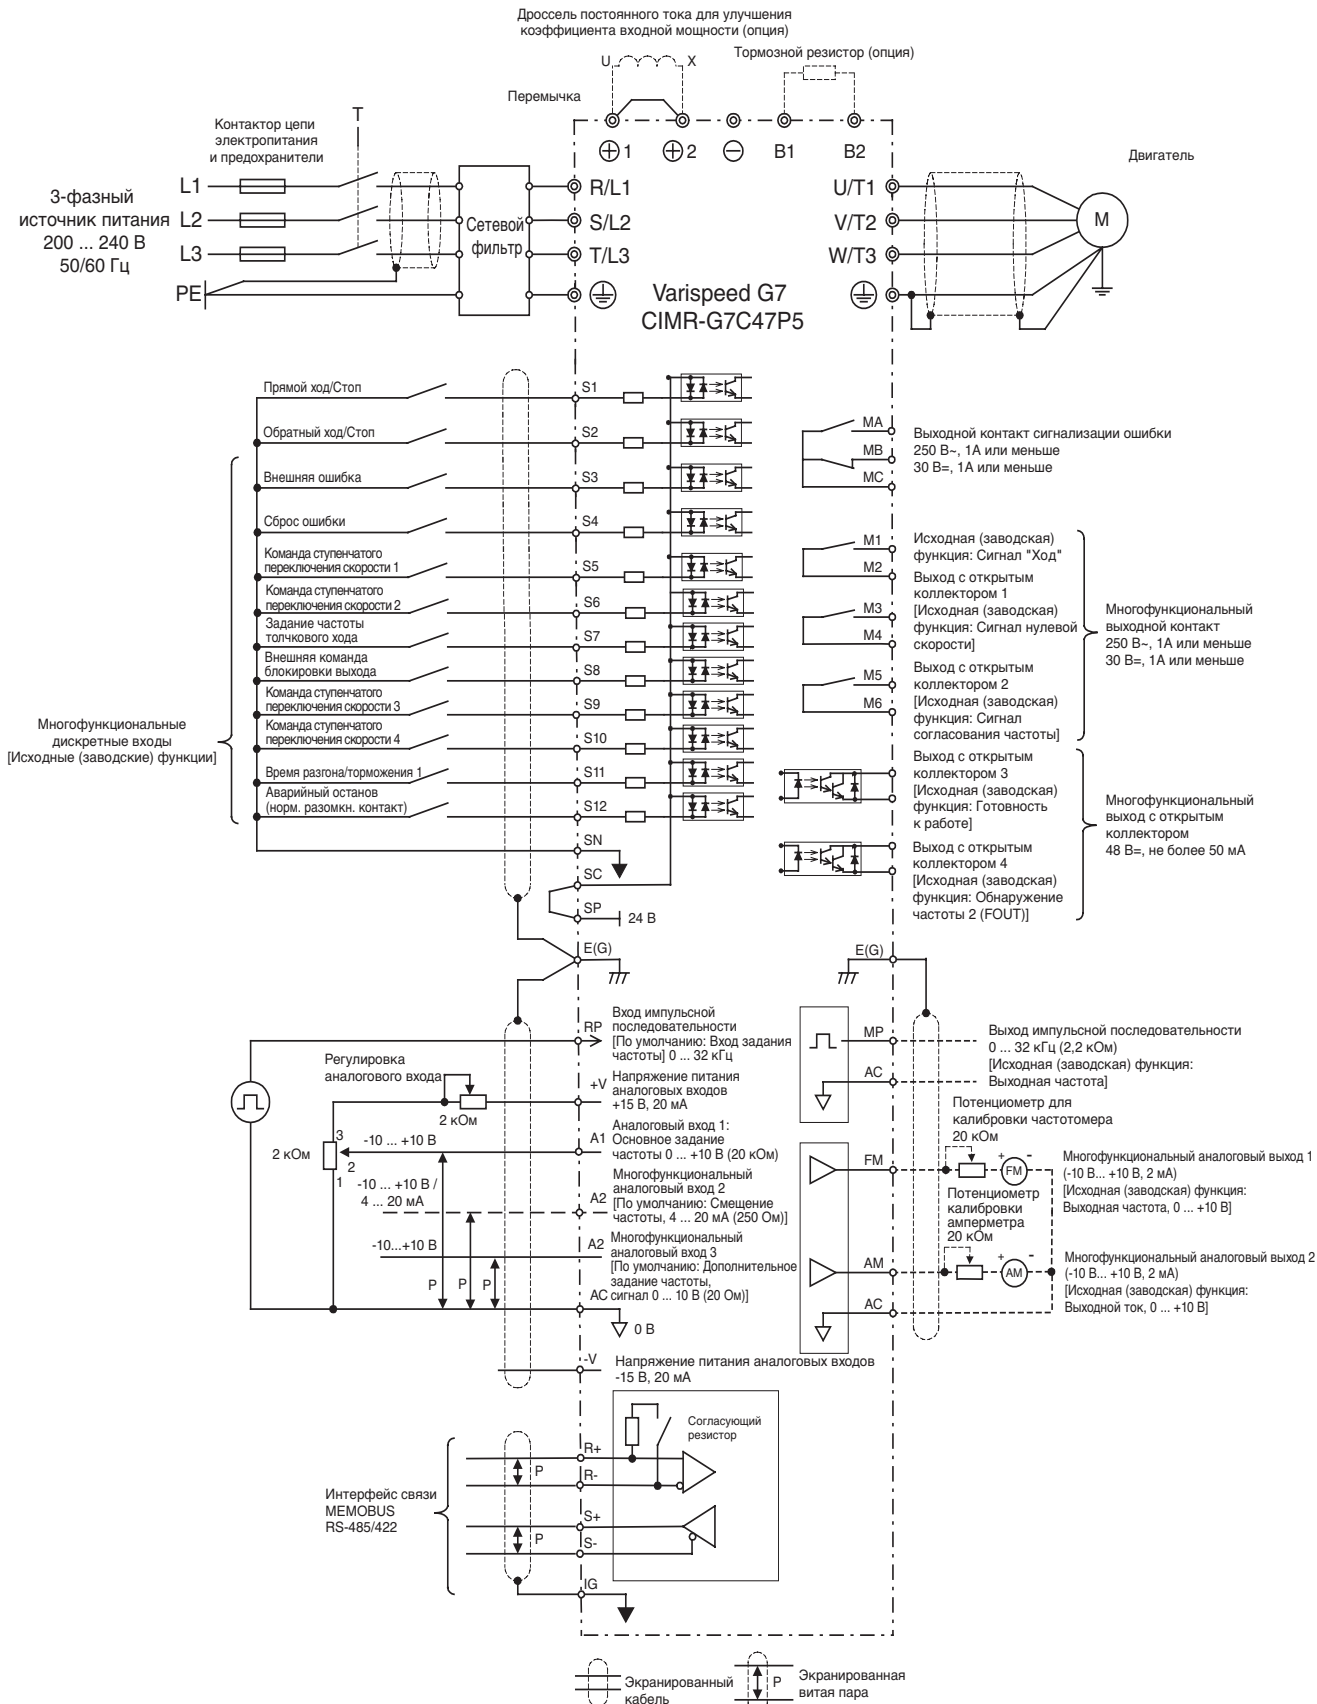 Дроссель постоянного тока для улучшения
коэффициента входной мощности (опция)
Тормозной резистор (опция)
U
X
Перемычка
T
Контактор цепи
электропитания
и предохранители
⊕1
⊕2
⊖
B1
B2
Двигатель
3-фазный
источник питания
200 ... 240 В
50/60 Гц
L1
L2
L3
PE
Сетевой
фильтр
R/L1
S/L2
T/L3
U/T1
V/T2
W/T3
M
Varispeed G7
CIMR-G7C47P5
Прямой ход/Стоп
S1
Обратный ход/Стоп
S2
Внешняя ошибка
S3
Сброс ошибки
S4
Команда ступенчатого
переключения скорости 1
S5
Команда ступенчатого
переключения скорости 2
S6
Задание частоты
толчкового хода
S7
Внешняя команда
блокировки выхода
S8
Команда ступенчатого
переключения скорости 3
S9
Команда ступенчатого
переключения скорости 4
S10
Время разгона/торможения 1
S11
Аварийный останов
(норм. разомкн. контакт)
S12
Многофункциональные
дискретные входы
[Исходные (заводские) функции]
SN
SC
SP
24 В
E(G)
MA
MB
MC
Выходной контакт сигнализации ошибки
250 В~, 1А или меньше
30 В=, 1А или меньше
M1
M2
M3
M4
M5
M6
Исходная (заводская)
функция: Сигнал "Ход"
Выход с открытым
коллектором 1
[Исходная (заводская)
функция: Сигнал нулевой
скорости]
Выход с открытым
коллектором 2
[Исходная (заводская)
функция: Сигнал
согласования частоты]
Многофункциональный
выходной контакт
250 В~, 1А или меньше
30 В=, 1А или меньше
Выход с открытым
коллектором 3
[Исходная (заводская)
функция: Готовность
к работе]
Выход с открытым
коллектором 4
[Исходная (заводская)
функция: Обнаружение
частоты 2 (FOUT)]
Многофункциональный
выход с открытым
коллектором
48 В=, не более 50 мА
E(G)
RP
Вход импульсной
последовательности
[По умолчанию: Вход задания
частоты] 0 ... 32 кГц
Регулировка
аналогового входа
2 кОм
+V
Напряжение питания
аналоговых входов
+15 В, 20 мА
2 кОм
3
2
1
-10 ... +10 В
A1
Аналоговый вход 1:
Основное задание
частоты 0 ... +10 В (20 кОм)
-10 ... +10 В /
4 ... 20 мА
A2
Многофункциональный
аналоговый вход 2
[По умолчанию: Смещение
частоты, 4 ... 20 мА (250 Ом)]
-10...+10 В
A2
Многофункциональный
аналоговый вход 3
[По умолчанию: Дополнительное
задание частоты,
сигнал 0 ... 10 В (20 Ом)]
P
P
P
AC
0 В
-V
Напряжение питания аналоговых входов
-15 В, 20 мА
MP
AC
Выход импульсной последовательности
0 ... 32 кГц (2,2 кОм)
[Исходная (заводская) функция:
Выходная частота]
Потенциометр для
калибровки частотомера
20 кОм
FM
+
FM
-
Многофункциональный аналоговый выход 1
(-10 В... +10 В, 2 мА)
[Исходная (заводская) функция:
Выходная частота, 0 ... +10 В]
Потенциометр
калибровки
амперметра
20 кОм
AM
+
AM
-
Многофункциональный аналоговый выход 2
(-10 В... +10 В, 2 мА)
[Исходная (заводская) функция:
Выходной ток, 0 ... +10 В]
AC
Согласующий
резистор
Интерфейс связи
MEMOBUS
RS-485/422
R+
P
R-
S+
P
S-
IG
Экранированный
кабель
P
Экранированная
витая пара